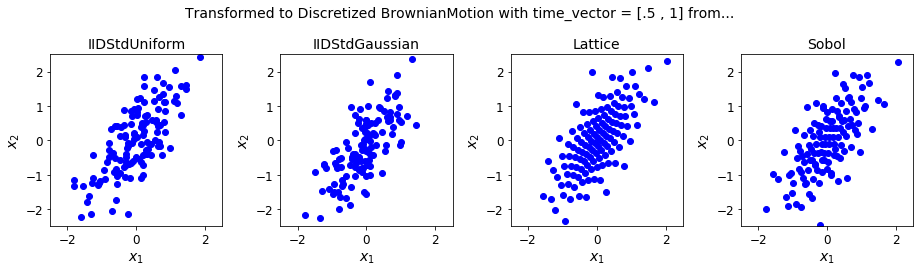 Transformed to Discretized BrownianMotion with time_vector = [.5 , 1] from...
IIDStdUniform
2
1
0
−1
−2
x₂
−2
0
2
x₁
IIDStdGaussian
2
1
0
−1
−2
x₂
−2
0
2
x₁
Lattice
2
1
0
−1
−2
x₂
−2
0
2
x₁
Sobol
2
1
0
−1
−2
x₂
−2
0
2
x₁